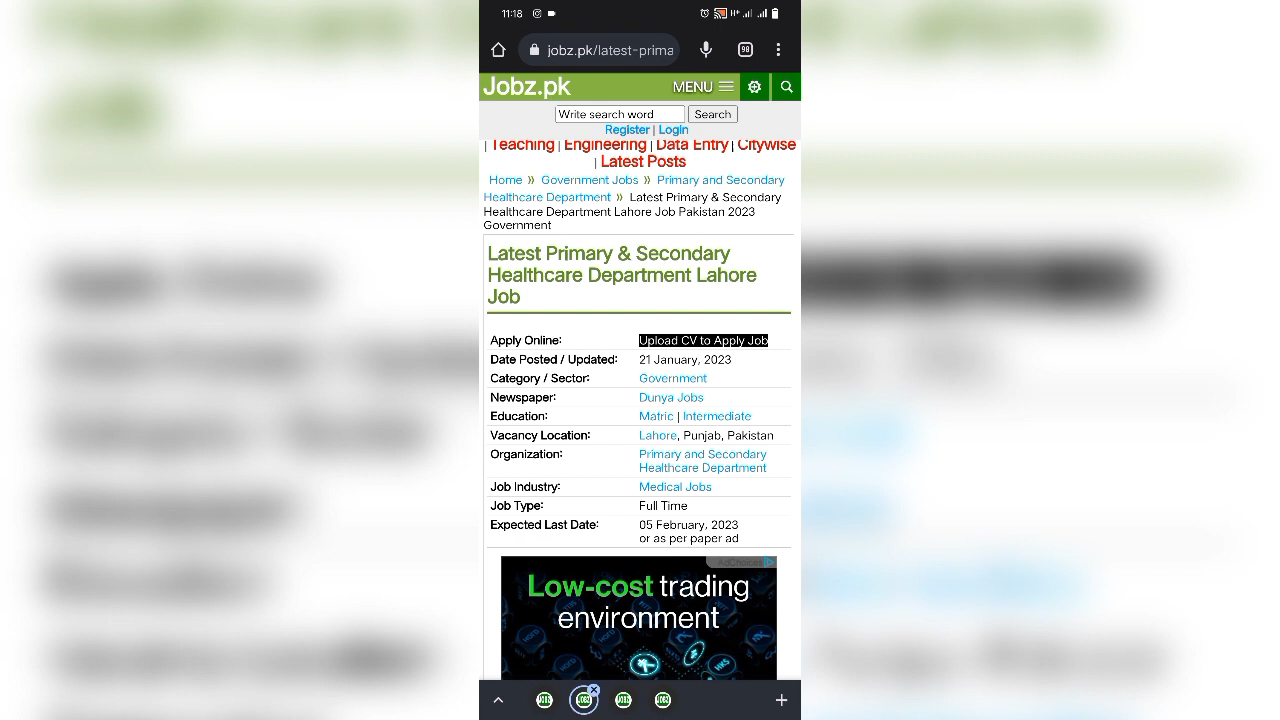 11:18
H+
jobz.pk/latest-prima
98
Jobz.pk
MENU
Write search word
Search
Register | Login
| Teaching | Engineering | Data Entry | Citywise
| Latest Posts
Home » Government Jobs » Primary and Secondary
Healthcare Department » Latest Primary & Secondary
Healthcare Department Lahore Job Pakistan 2023
Government
Latest Primary & Secondary
Healthcare Department Lahore
Job
Apply Online: Upload CV to Apply Job
Date Posted / Updated: 21 January, 2023
Category / Sector: Government
Newspaper: Dunya Jobs
Education: Matric | Intermediate
Vacancy Location: Lahore, Punjab, Pakistan
Organization: Primary and Secondary
Healthcare Department
Job Industry: Medical Jobs
Job Type: Full Time
Expected Last Date: 05 February, 2023
or as per paper ad
AdChoices
Low-cost trading
environment
HKS